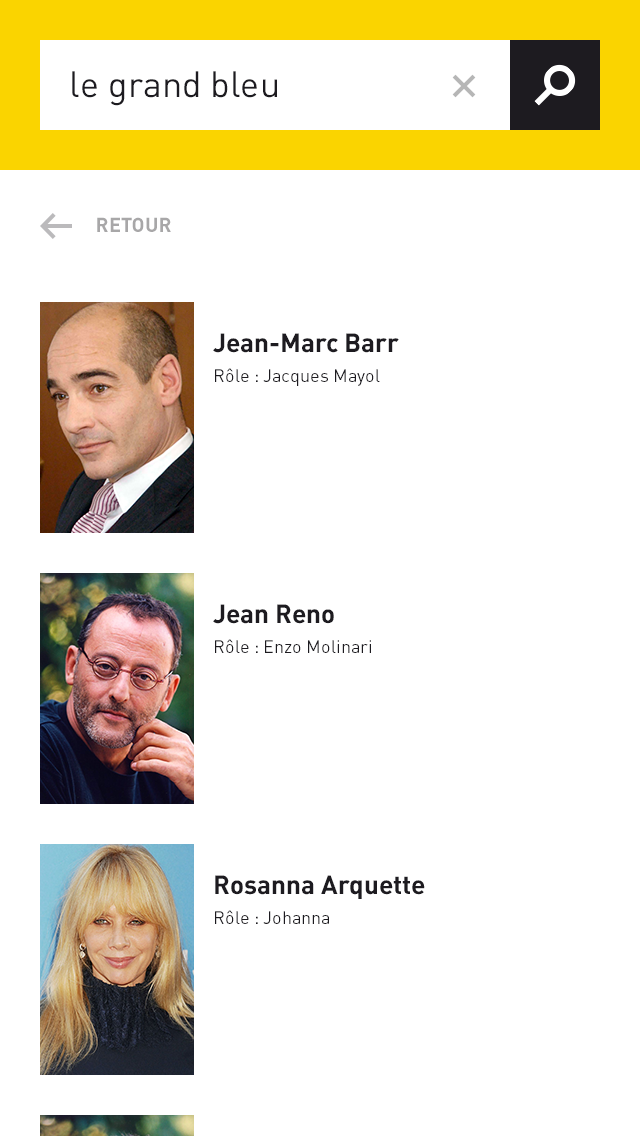 le grand bleu
RETOUR
Jean-Marc Barr
Rôle : Jacques Mayol
Jean Reno
Rôle : Enzo Molinari
Rosanna Arquette
Rôle : Johanna